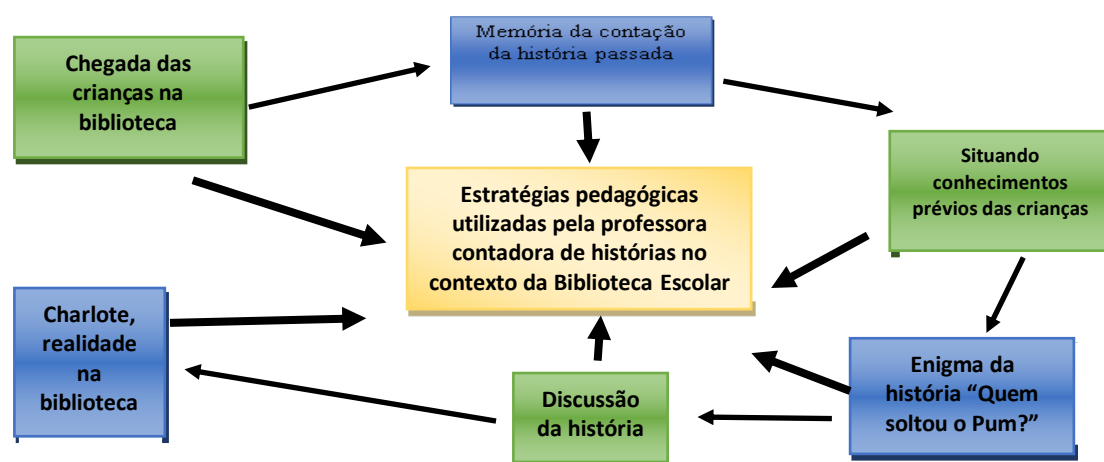 Chegada das
crianças na
biblioteca
Memória da contação
da história passada
Situando
conhecimentos
prévios das crianças
Estratégias pedagógicas
utilizadas pela professora
contadora de histórias no
contexto da Biblioteca Escolar
Charlote,
realidade
na
biblioteca
Discussão
da história
Enigma da
história “Quem
soltou o Pum?”